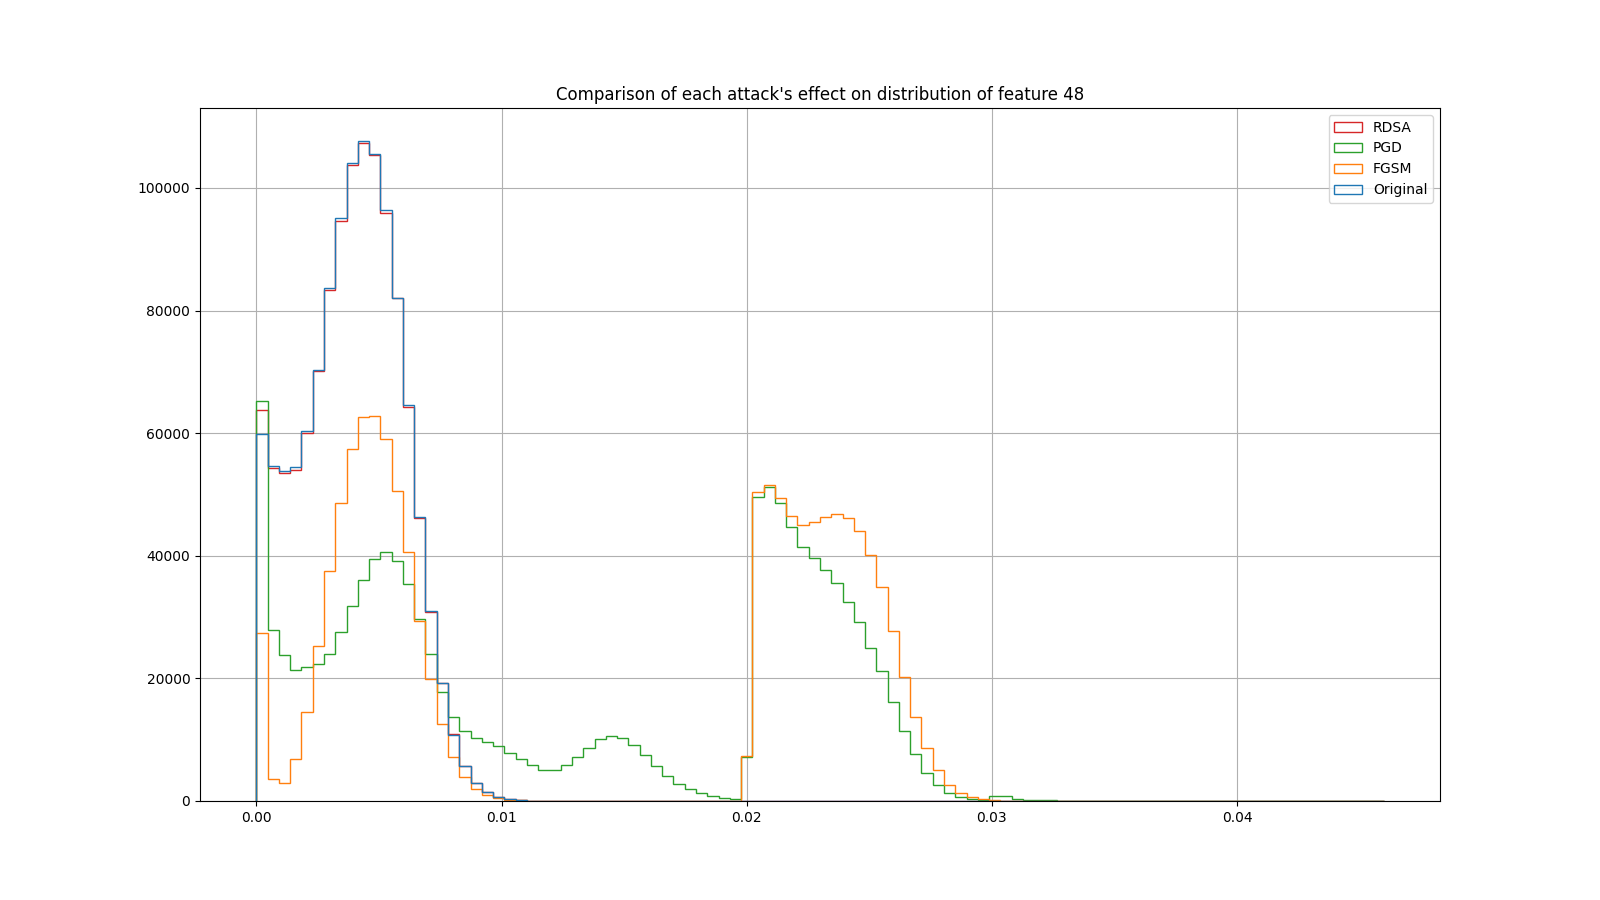 Comparison of each attack's effect on distribution of feature 48
RDSA
PGD
FGSM
Original
100000
80000
60000
40000
20000
0
0.00 0.01 0.02 0.03 0.04